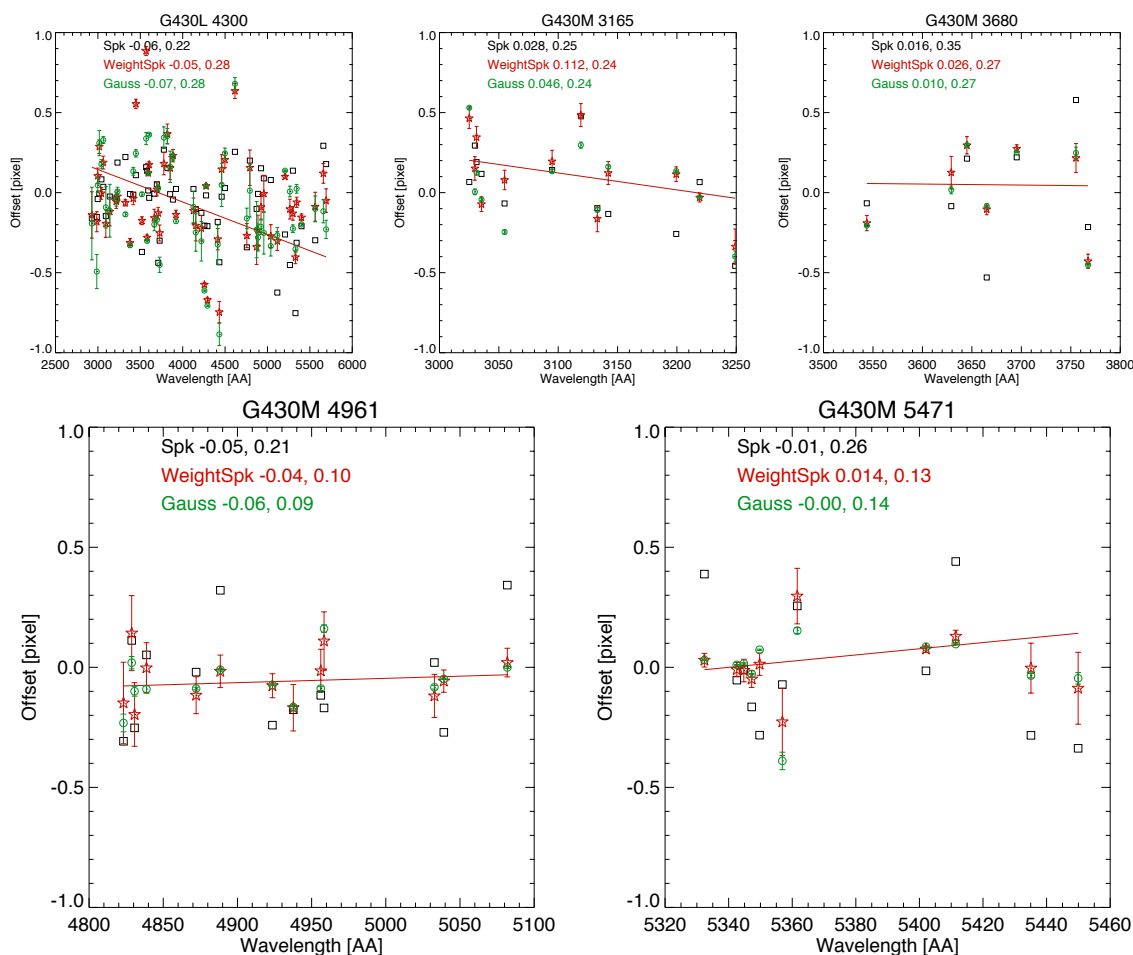 G430L 4300
Spk -0.06, 0.22
WeightSpk -0.05, 0.28
Gauss -0.07, 0.28
Offset [pixel]
1.0
0.5
0.0
-0.5
-1.0
2500 3000 3500 4000 4500 5000 5500 6000
Wavelength [AA]
G430M 3165
Spk 0.028, 0.25
WeightSpk 0.112, 0.24
Gauss 0.046, 0.24
Offset [pixel]
1.0
0.5
0.0
-0.5
-1.0
3000 3050 3100 3150 3200 3250
Wavelength [AA]
G430M 3680
Spk 0.016, 0.35
WeightSpk 0.026, 0.27
Gauss 0.010, 0.27
Offset [pixel]
1.0
0.5
0.0
-0.5
-1.0
3500 3550 3600 3650 3700 3750 3800
Wavelength [AA]
G430M 4961
Spk -0.05, 0.21
WeightSpk -0.04, 0.10
Gauss -0.06, 0.09
Offset [pixel]
1.0
0.5
0.0
-0.5
-1.0
4800 4850 4900 4950 5000 5050 5100
Wavelength [AA]
G430M 5471
Spk -0.01, 0.26
WeightSpk 0.014, 0.13
Gauss -0.00, 0.14
Offset [pixel]
1.0
0.5
0.0
-0.5
-1.0
5320 5340 5360 5380 5400 5420 5440 5460
Wavelength [AA]